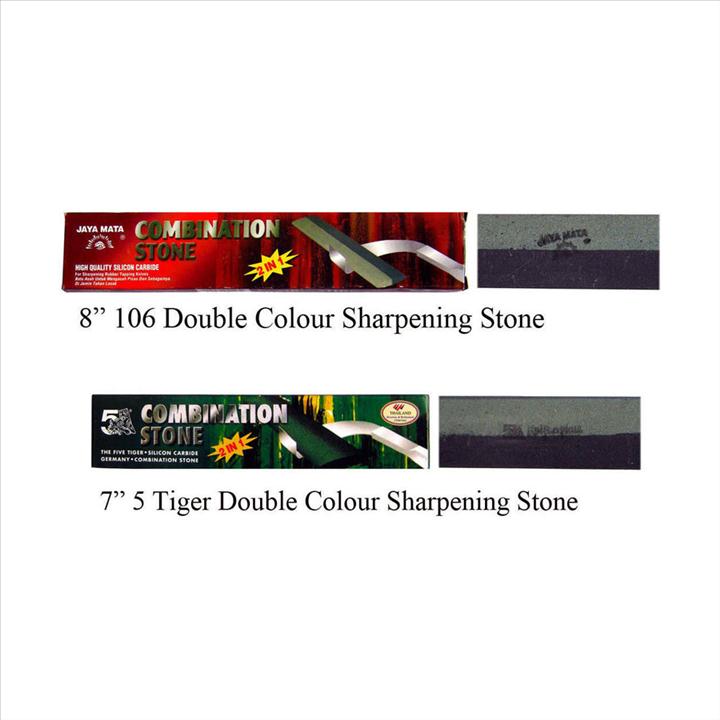 JAYA MATA
®
COMBINATION
STONE
2 IN 1
HIGH QUALITY SILICON CARBIDE
For Sharpening Rubber Tapping Knives
Batu Asah Untuk Mengasah Pisau Dan Sebagainya
Di Jamin Tahan Lasak
JAYA MATA
8” 106 Double Colour Sharpening Stone
5
COMBINATION
STONE
2 IN 1
THE FIVE TIGER • SILICON CARBIDE
GERMANY • COMBINATION STONE
THAILAND
7” 5 Tiger Double Colour Sharpening Stone